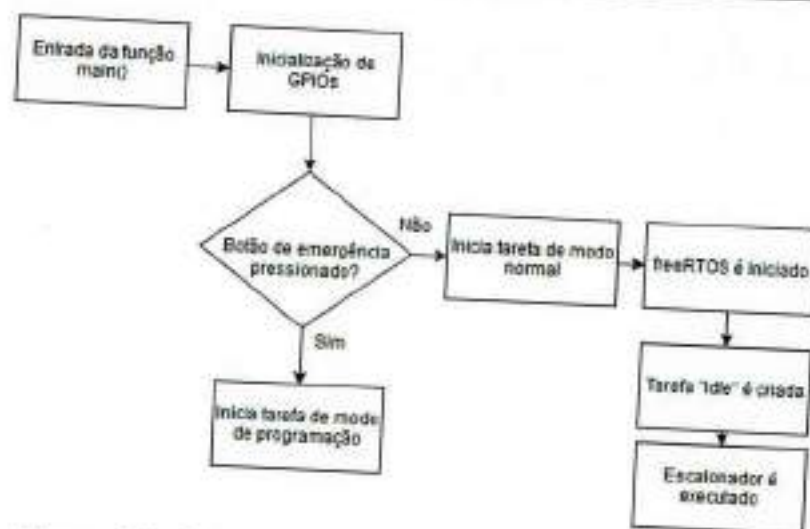 Entrada da função
main()
Inicialização de
GPIOs
Botão de emergência
pressionado?
Não
Inicia tarefa de modo
normal
freeRTOS é iniciado
Sim
Inicia tarefa de modo
de programação
Tarefa "Idle" é criada
Escalonador é
executado